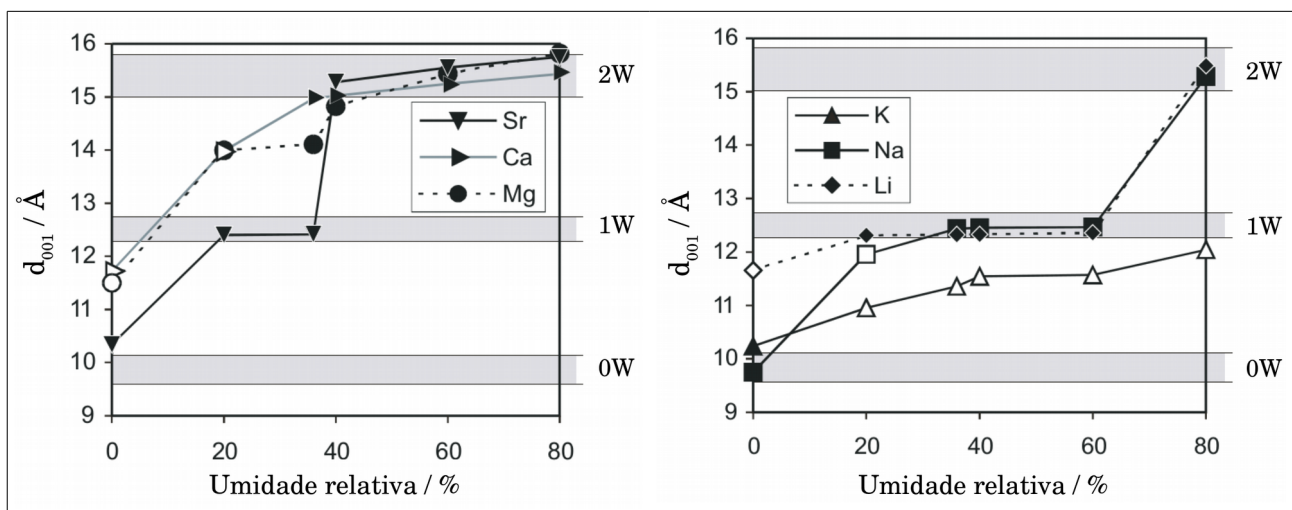 16
15
14
13
12
11
10
9
0
20
40
60
80
d₀₀₁ / Å
Umidade relativa / %
2W
1W
0W
Sr
Ca
Mg
16
15
14
13
12
11
10
9
0
20
40
60
80
d₀₀₁ / Å
Umidade relativa / %
2W
1W
0W
K
Na
Li